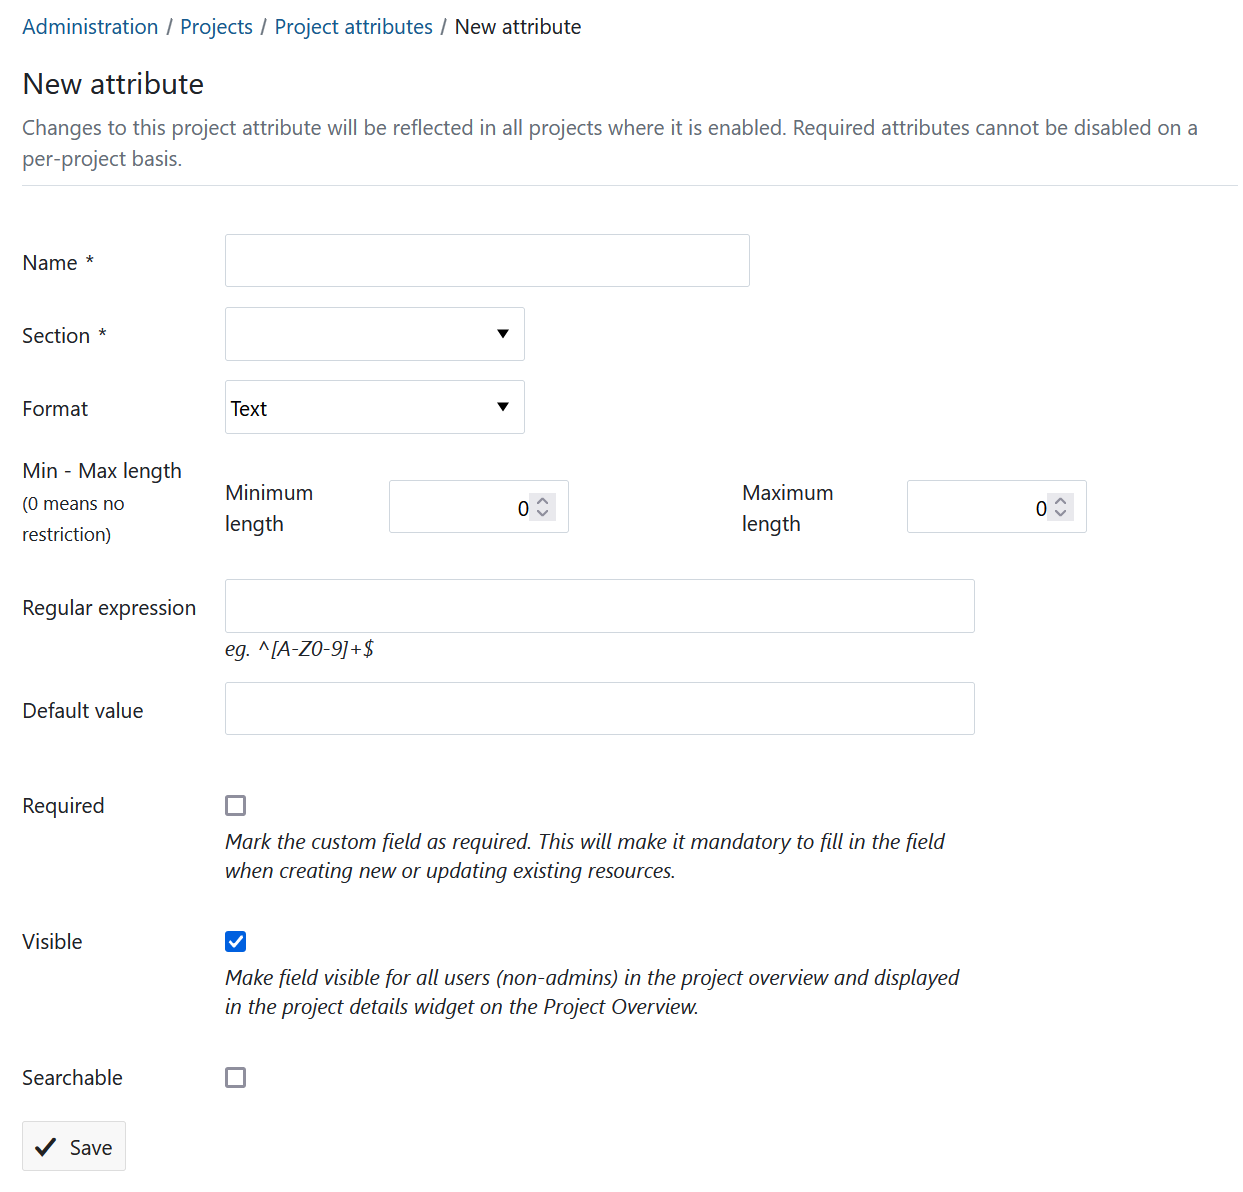 Administration / Projects / Project attributes / New attribute
New attribute
Changes to this project attribute will be reflected in all projects where it is enabled. Required attributes cannot be disabled on a
per-project basis.
Name *
Section *
Format
Text
Min - Max length
(0 means no
restriction)
Minimum
length
0
Maximum
length
0
Regular expression
eg. ^[A-Z0-9]+$
Default value
Required
Mark the custom field as required. This will make it mandatory to fill in the field
when creating new or updating existing resources.
Visible
Make field visible for all users (non-admins) in the project overview and displayed
in the project details widget on the Project Overview.
Searchable
Save